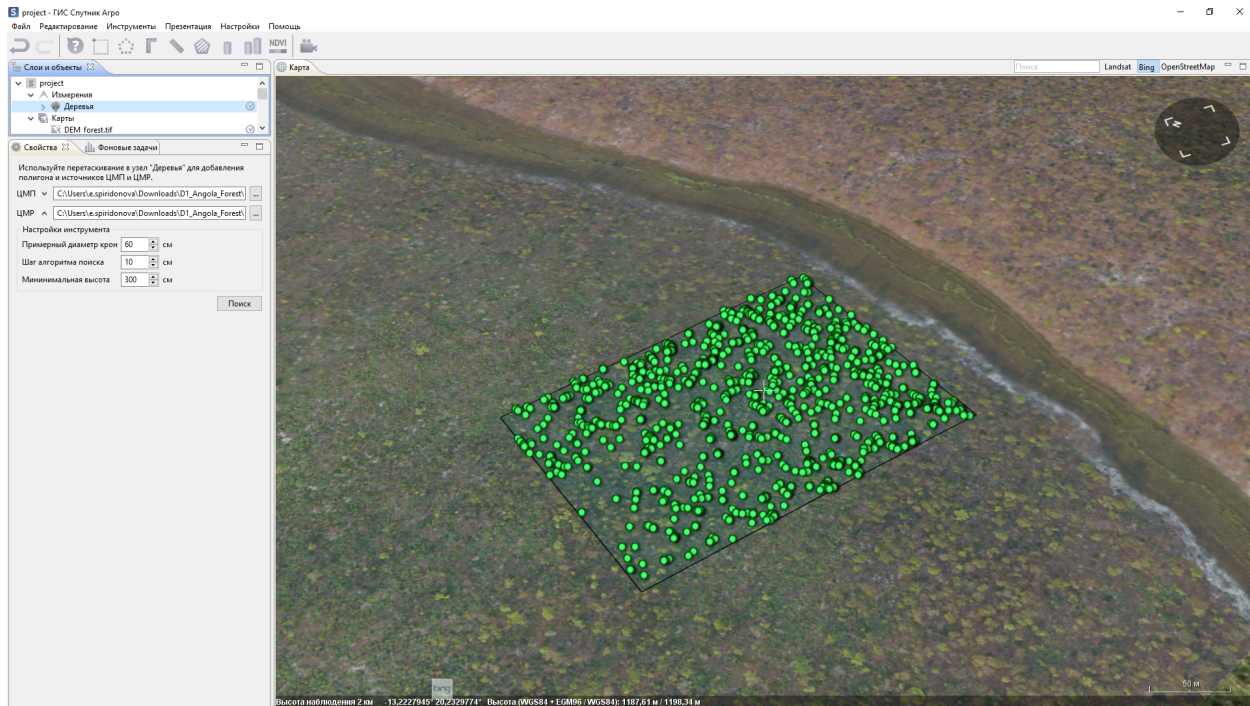 project - ГИС Спутник Агро
Файл Редактирование Инструменты Презентация Настройки Помощь
NDVI
Слои и объекты
project
Измерения
Деревья
Карты
DEM_forest.tif
Свойства Фоновые задачи
Используйте перетаскивание в узел "Деревья" для добавления
полигона и источников ЦМП и ЦМР.
ЦМП C:\Users\e.spiridonova\Downloads\D1_Angola_Forest\ ...
ЦМР C:\Users\e.spiridonova\Downloads\D1_Angola_Forest\ ...
Настройки инструмента
Примерный диаметр крон 60 см
Шаг алгоритма поиска 10 см
Мининимальная высота 300 см
Поиск
Карта
Поиск Landsat Bing OpenStreetMap
N
50 м
bing
Высота наблюдения 2 км -13,2227945° 20,2329774° Высота (WGS84 + EGM96 / WGS84): 1187,61 м / 1198,34 м